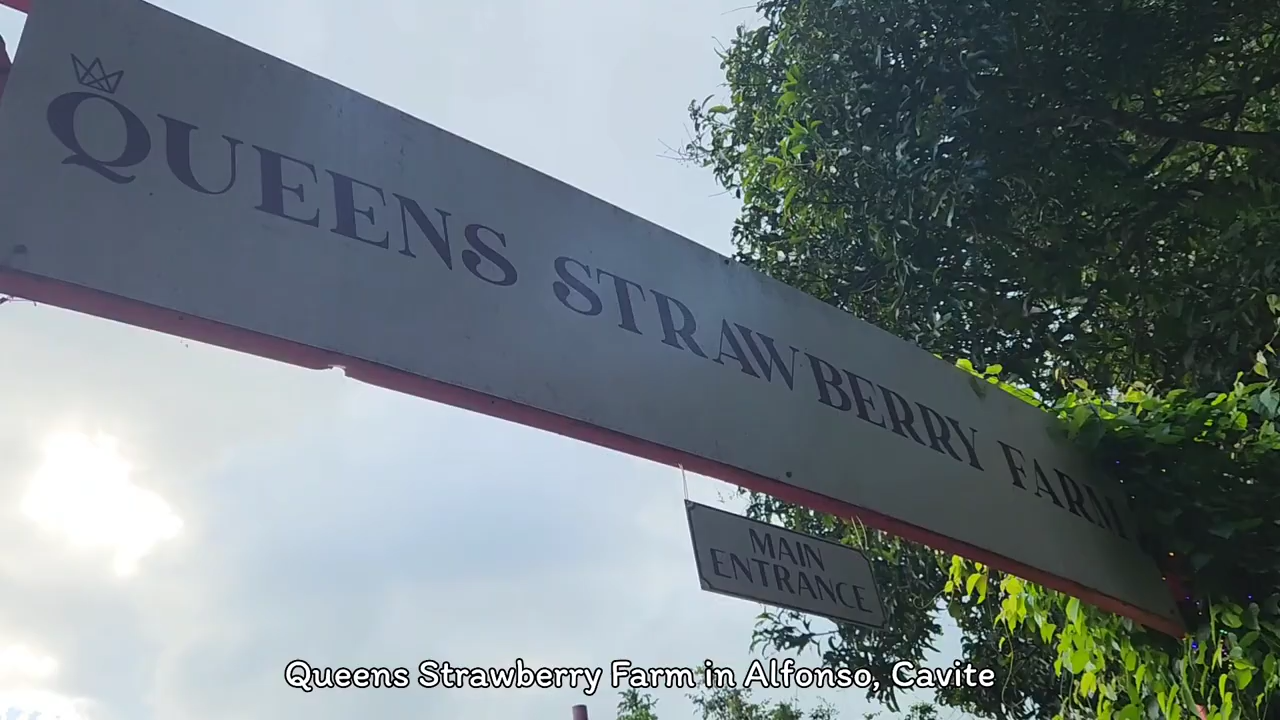 QUEENS STRAWBERRY FARM
MAIN
ENTRANCE
Queens Strawberry Farm in Alfonso, Cavite